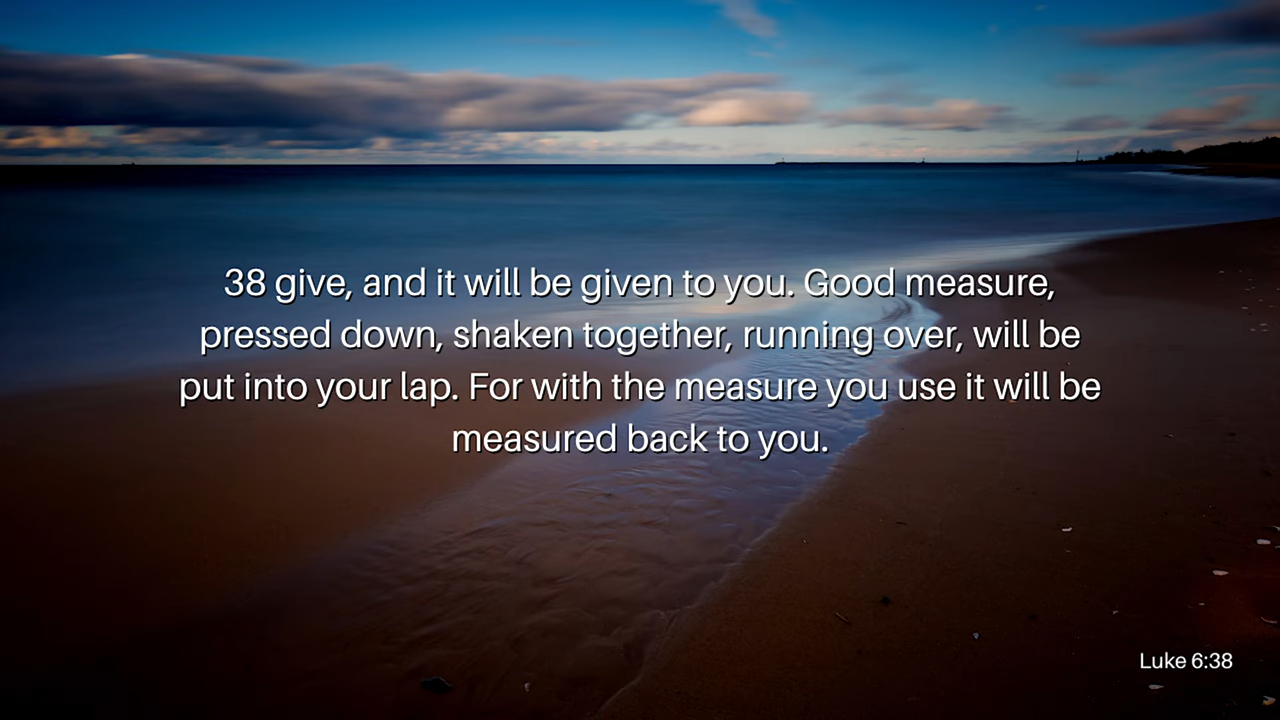 38 give, and it will be given to you. Good measure,
pressed down, shaken together, running over, will be
put into your lap. For with the measure you use it will be
measured back to you.
Luke 6:38